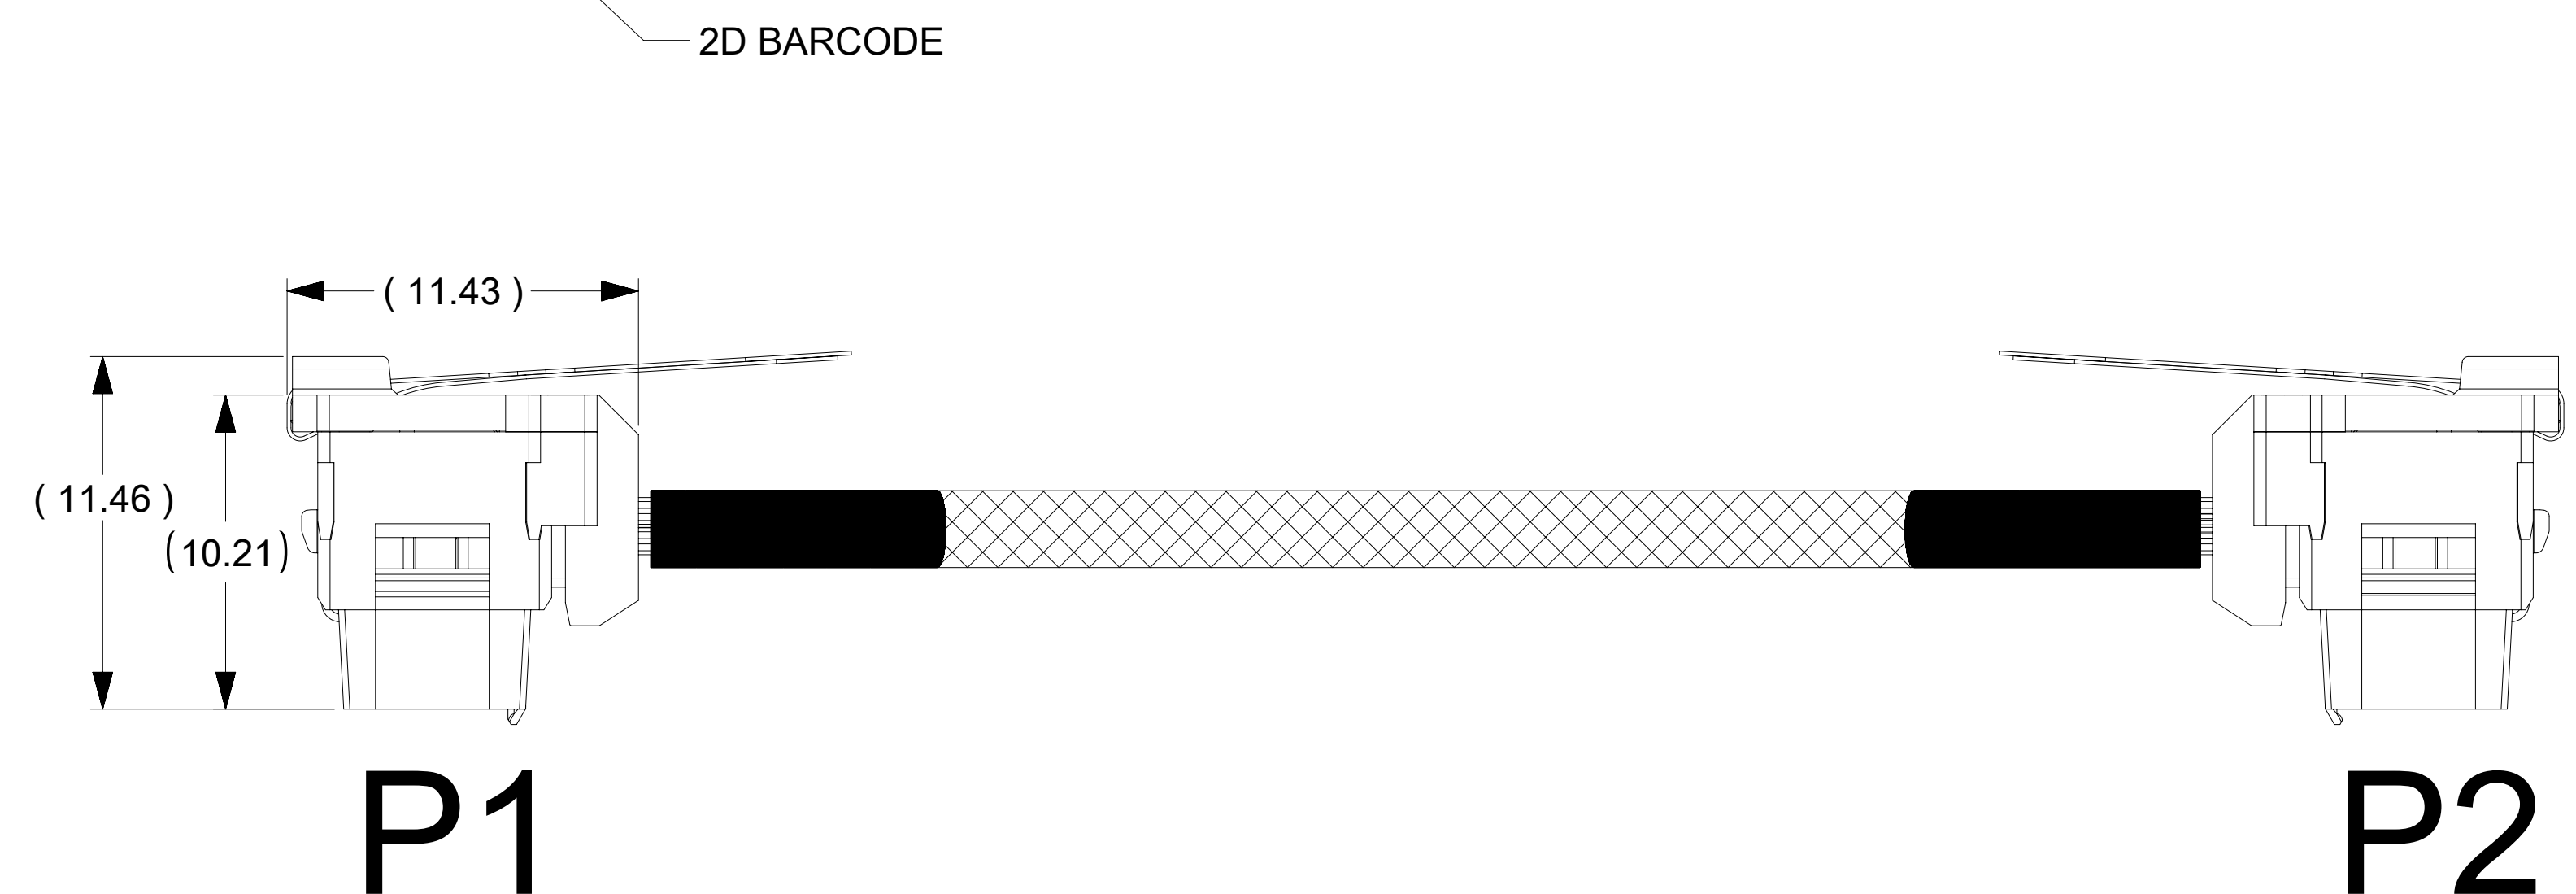 2D BARCODE
( 11.43 )
( 11.46 )
(10.21)
P1
P2